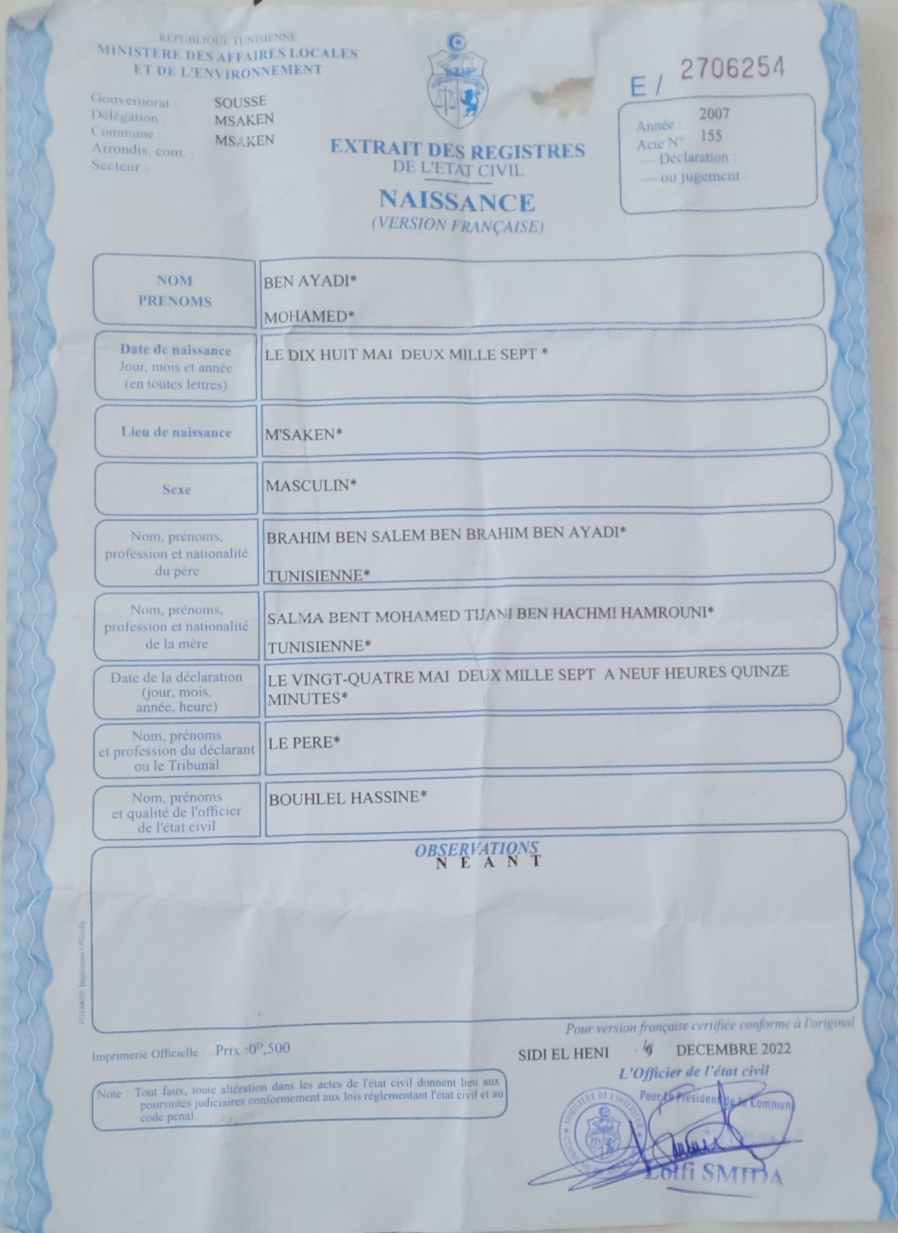 REPUBLIQUE TUNISIENNE
MINISTERE DES AFFAIRES LOCALES
ET DE L'ENVIRONNEMENT
Gouvernorat : SOUSSE
Délégation : MSAKEN
Commune : MSAKEN
Arrondis. com. :
Secteur :
E / 2706254
Année : 2007
Acte N° : 155
— Déclaration :
— ou jugement :
EXTRAIT DES REGISTRES
DE L'ETAT CIVIL
NAISSANCE
(VERSION FRANÇAISE)
NOM
PRENOMS
BEN AYADI*
MOHAMED*
Date de naissance
Jour, mois et année
(en toutes lettres)
LE DIX HUIT MAI DEUX MILLE SEPT *
Lieu de naissance
M'SAKEN*
Sexe
MASCULIN*
Nom, prénoms,
profession et nationalité
du père
BRAHIM BEN SALEM BEN BRAHIM BEN AYADI*
TUNISIENNE*
Nom, prénoms,
profession et nationalité
de la mère
SALMA BENT MOHAMED TIJANI BEN HACHMI HAMROUNI*
TUNISIENNE*
Date de la déclaration
(jour, mois,
année, heure)
LE VINGT-QUATRE MAI DEUX MILLE SEPT A NEUF HEURES QUINZE
MINUTES*
Nom, prénoms
et profession du déclarant
ou le Tribunal
LE PERE*
Nom, prénoms
et qualité de l'officier
de l'état civil
BOUHLEL HASSINE*
OBSERVATIONS
N E A N T
Imprimerie Officielle
Pour version française certifiée conforme à l'original
Imprimerie Officielle Prix :0ᴰ,500
SIDI EL HENI DECEMBRE 2022
L'Officier de l'état civil
Note : Tout faux, toute altération dans les actes de l'état civil donnent lieu aux
poursuites judiciaires conformement aux lois réglementant l'état civil et au
code pénal.
Pour le Président de la Commune
MINISTERE DE L'INTERIEUR
Lotfi SMIDA